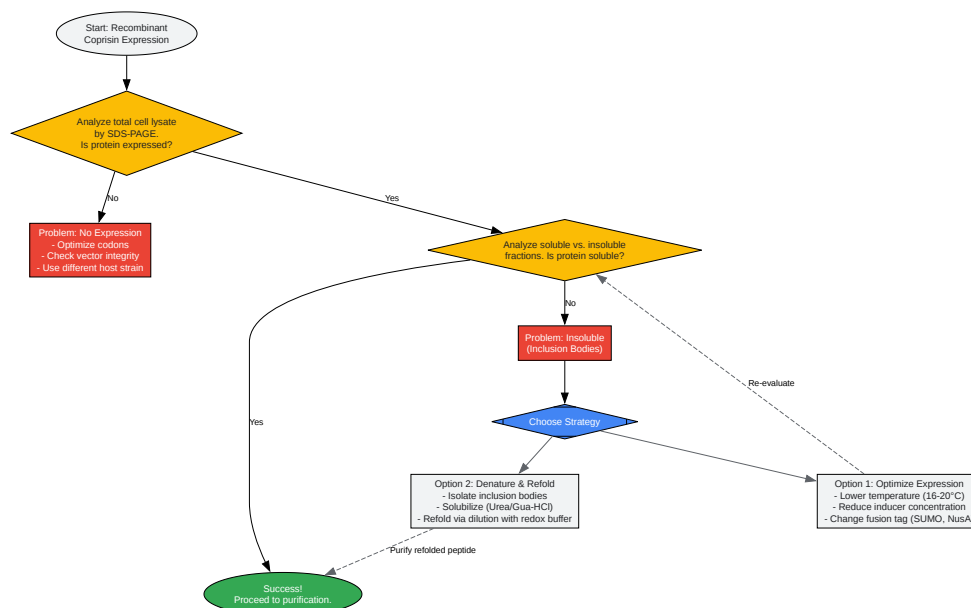 Start: Recombinant
Coprisin Expression
Analyze total cell lysate
by SDS-PAGE.
Is protein expressed?
No
Yes
Problem: No Expression
- Optimize codons
- Check vector integrity
- Use different host strain
Analyze soluble vs. insoluble
fractions. Is protein soluble?
No
Problem: Insoluble
(Inclusion Bodies)
Re-evaluate
Yes
Choose Strategy
Option 2: Denature & Refold
- Isolate inclusion bodies
- Solubilize (Urea/Gua-HCl)
- Refold via dilution with redox buffer
Option 1: Optimize Expression
- Lower temperature (16-20°C)
- Reduce inducer concentration
- Change fusion tag (SUMO, NusA
Purify refolded peptide
Success!
Proceed to purification.